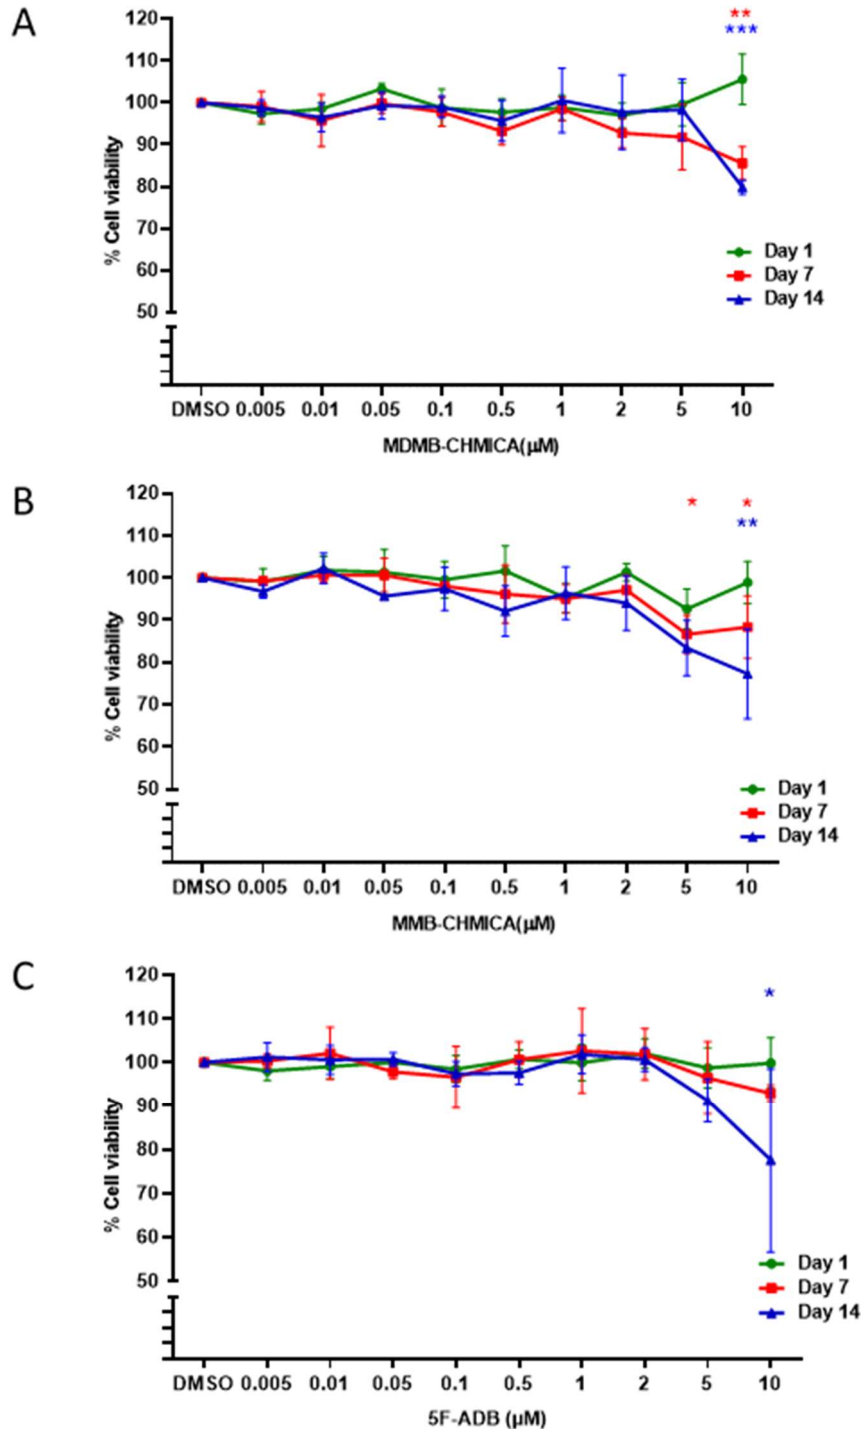 A
120
110
100
90
80
70
60
50
% Cell viability
**
***
Day 1
Day 7
Day 14
DMSO 0.005 0.01 0.05 0.1 0.5 1 2 5 10
MDMB-CHMICA(µM)
B
120
110
100
90
80
70
60
50
% Cell viability
* *
**
Day 1
Day 7
Day 14
DMSO 0.005 0.01 0.05 0.1 0.5 1 2 5 10
MMB-CHMICA(µM)
C
120
110
100
90
80
70
60
50
% Cell viability
*
Day 1
Day 7
Day 14
DMSO 0.005 0.01 0.05 0.1 0.5 1 2 5 10
5F-ADB (µM)